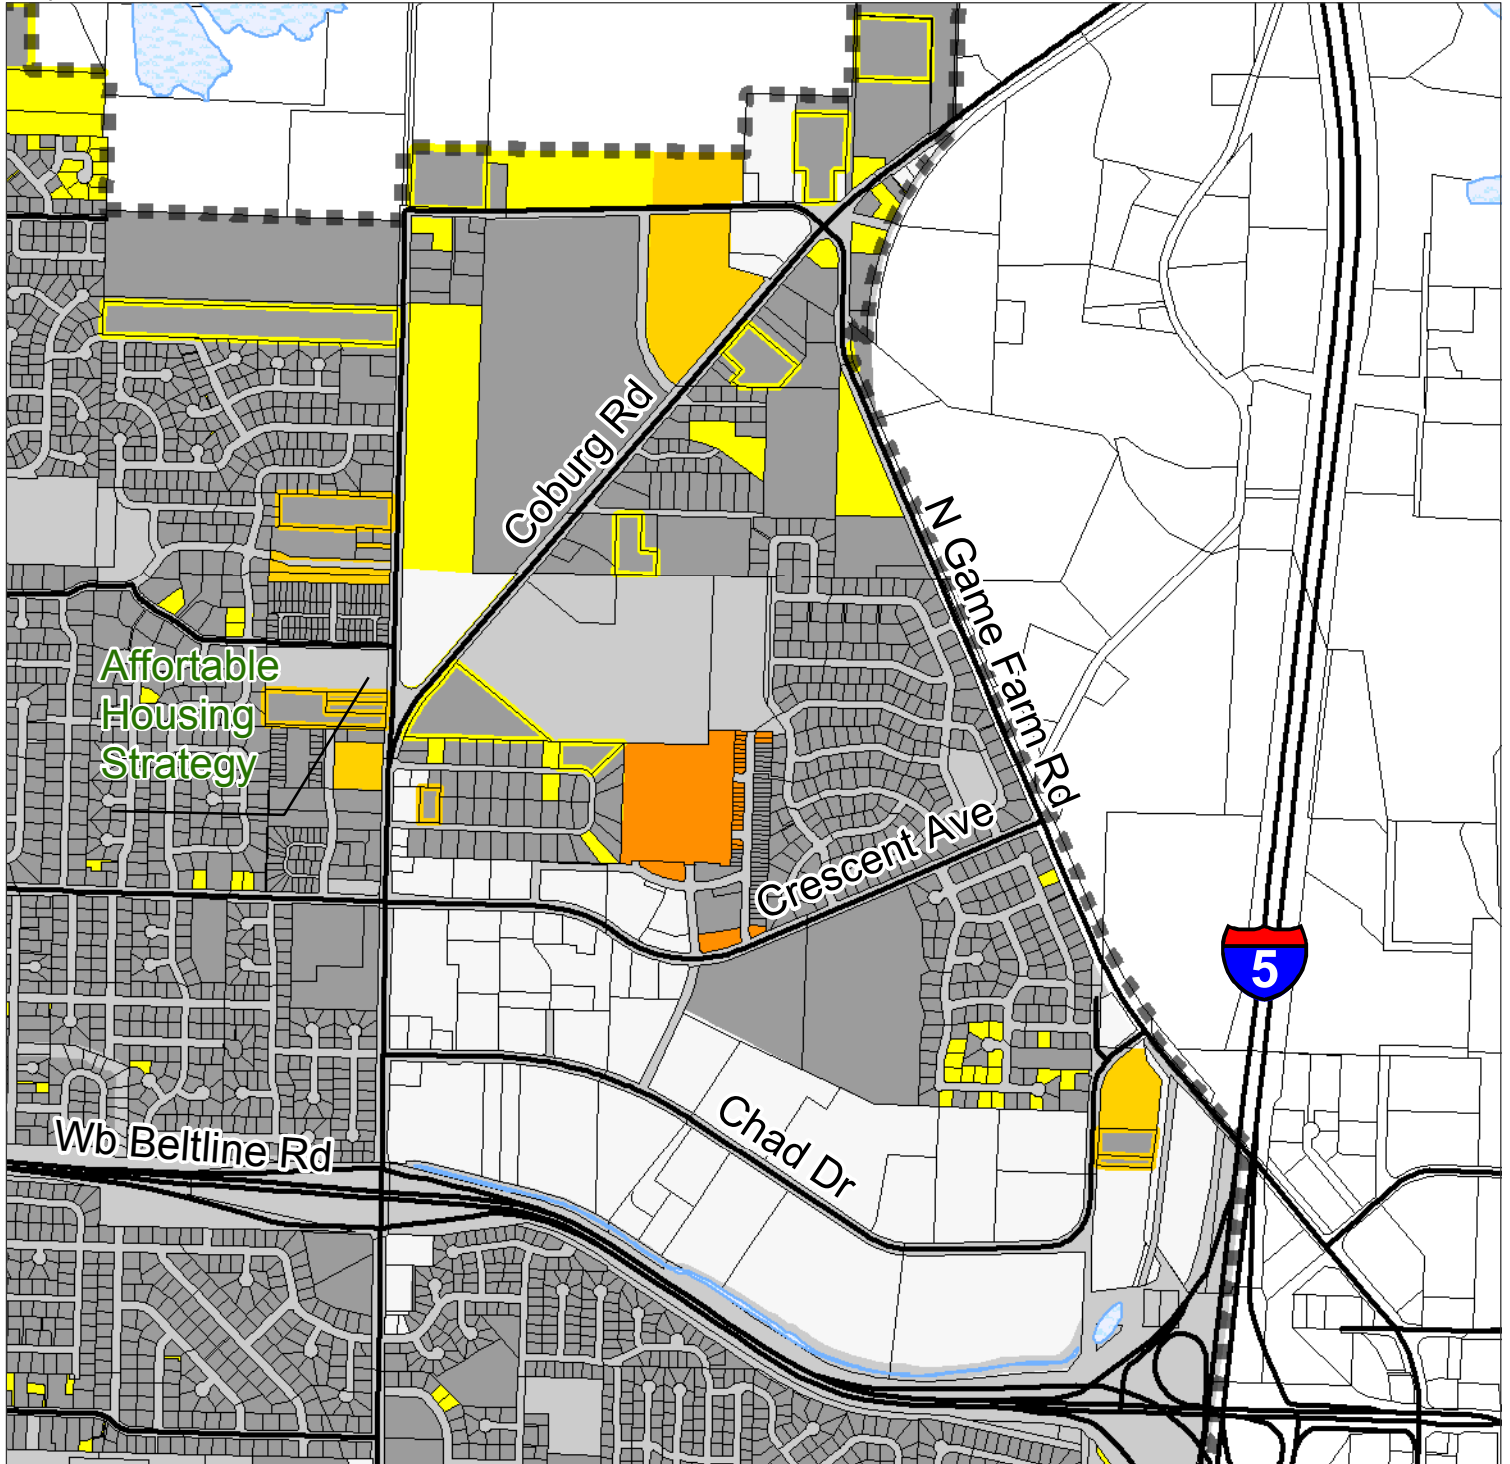 Coburg Rd
N Game Farm Rd
Affortable
Housing
Strategy
Crescent Ave
5
Chad Dr
Wb Beltline Rd